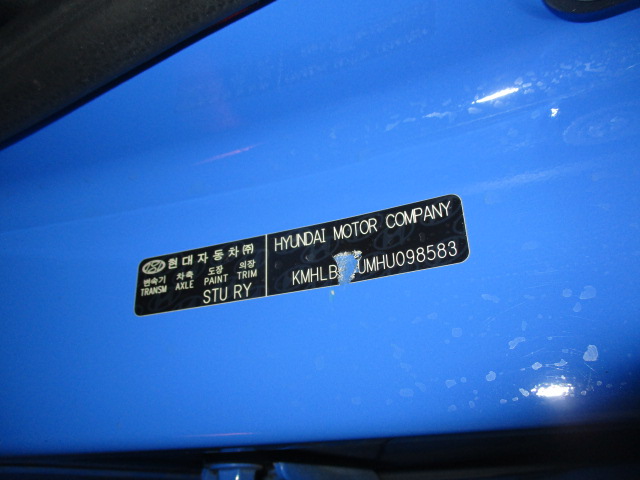 현대자동차(주)
변속기 차축 도장 의장
TRANSM AXLE PAINT TRIM
STU RY
HYUNDAI MOTOR COMPANY
KMHLB UMHU098583